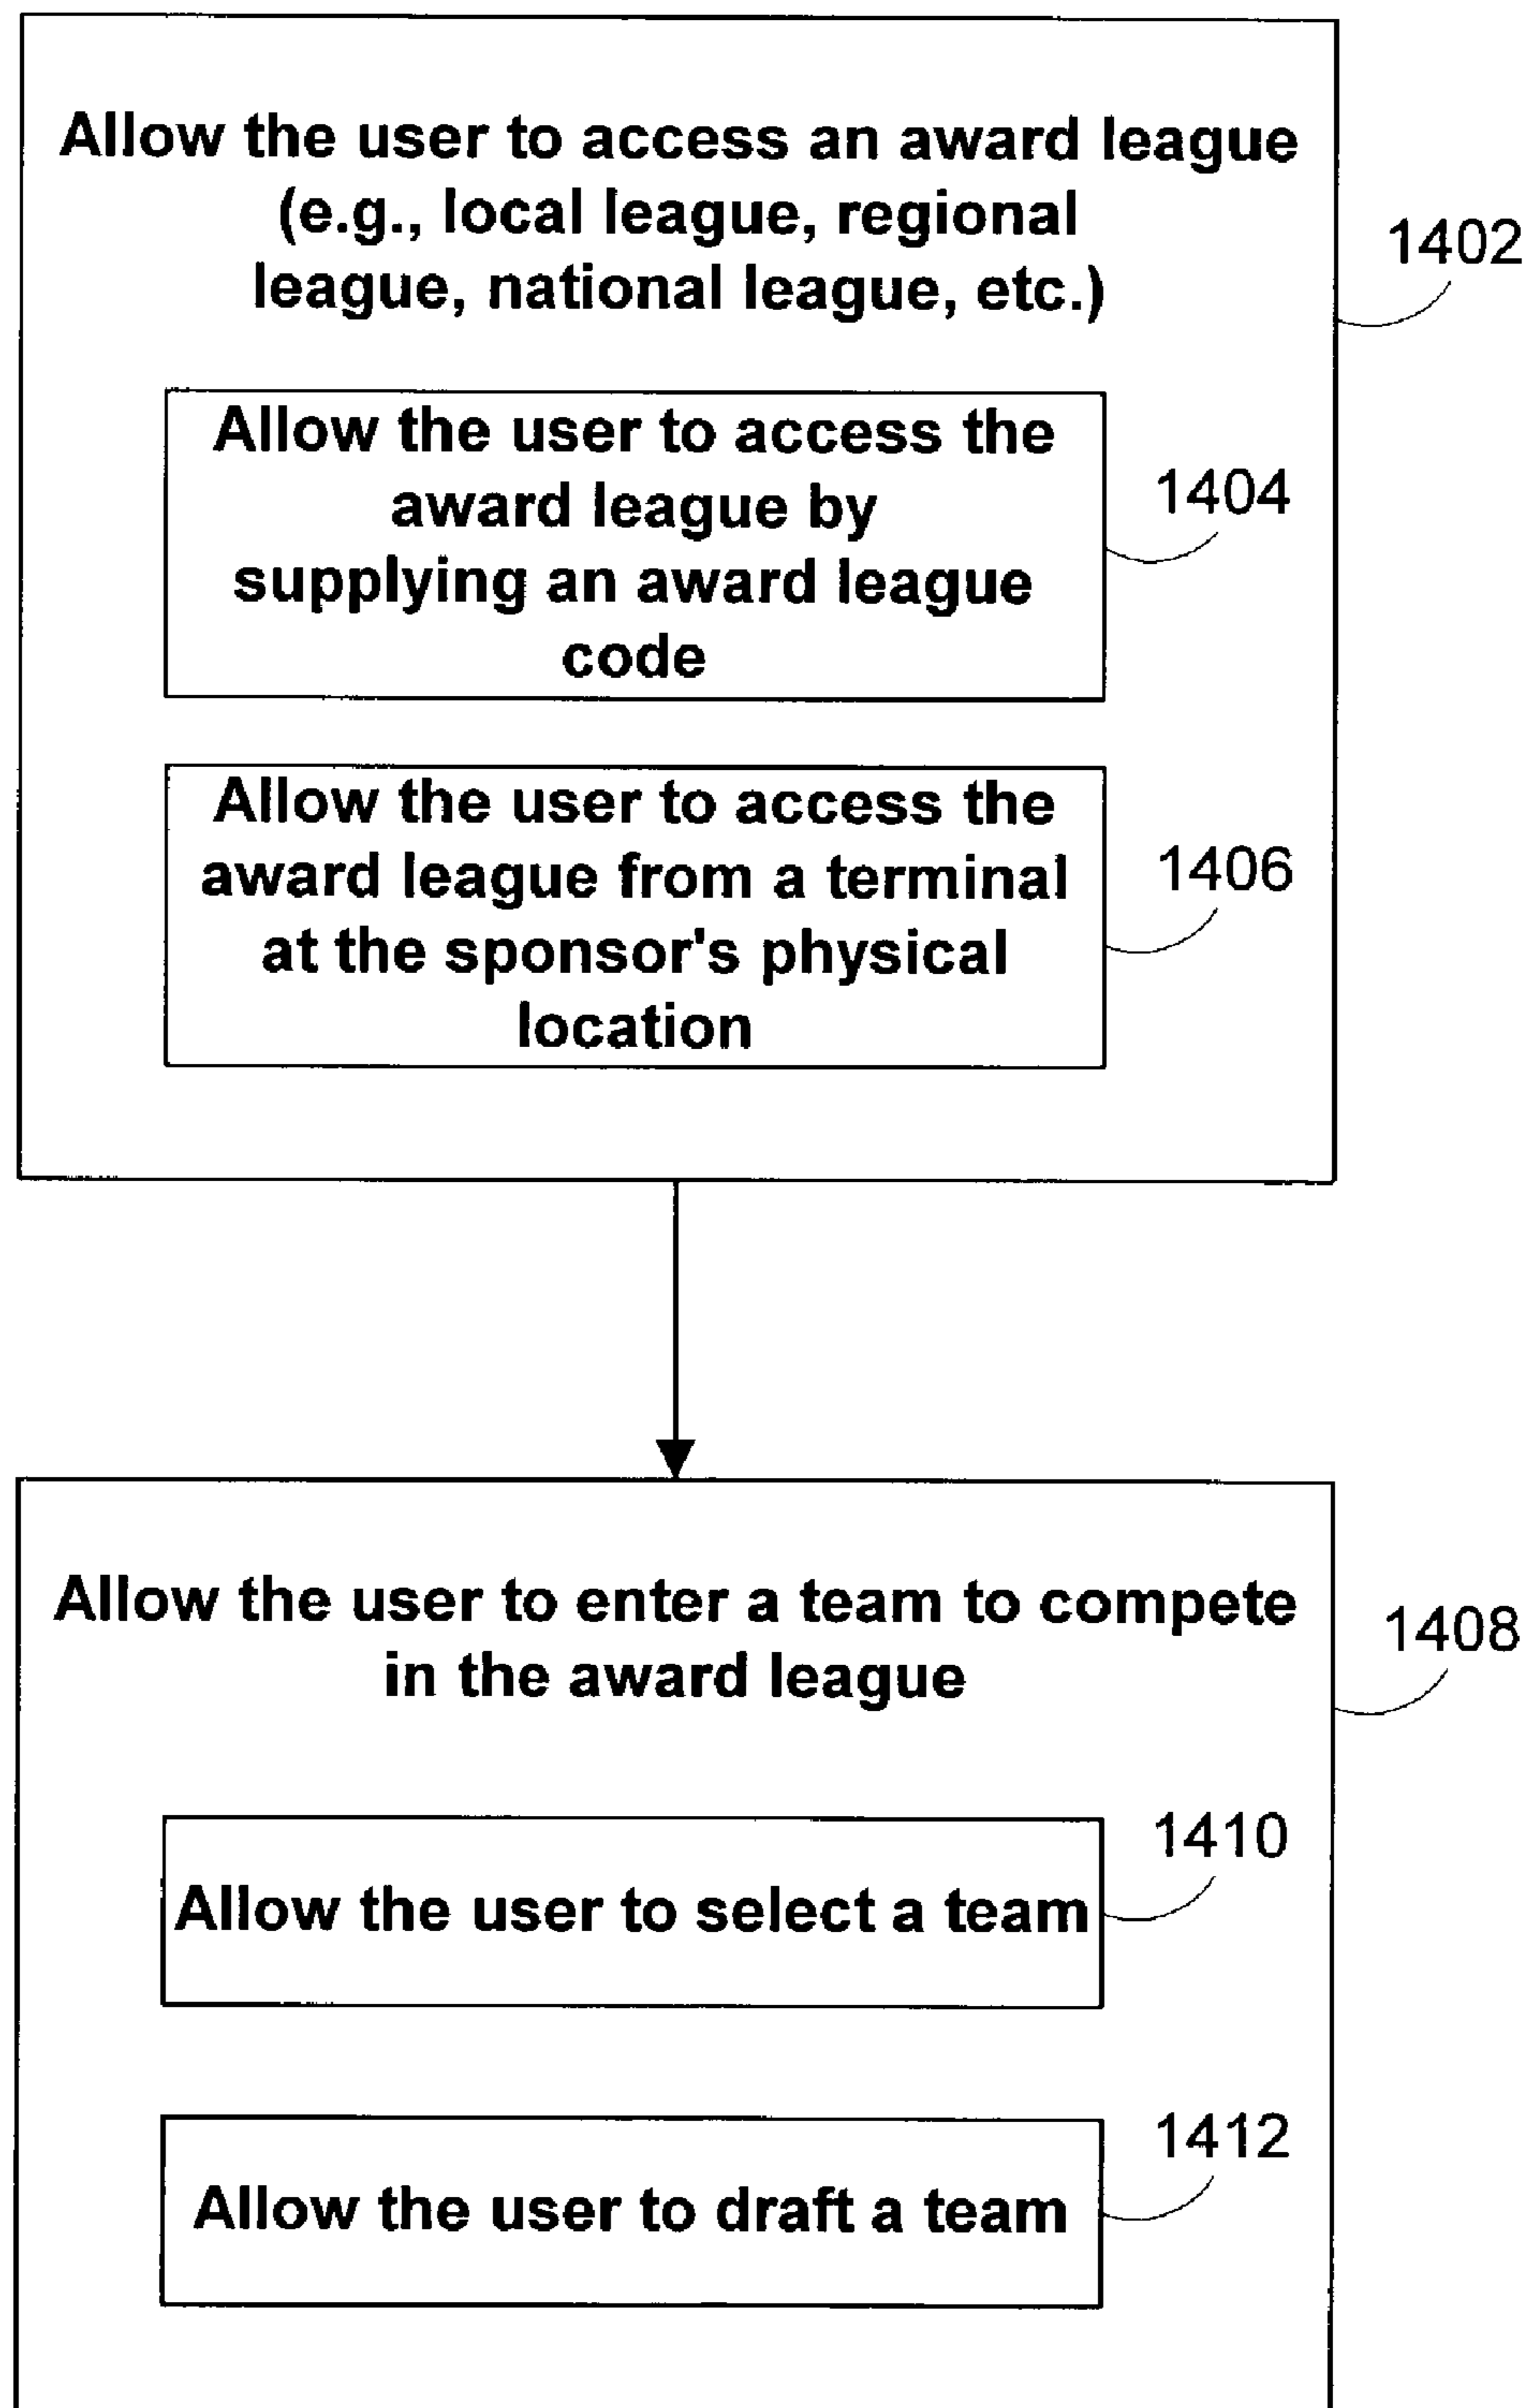 Allow the user to access an award league
(e.g., local league, regional
league, national league, etc.)
1402
Allow the user to access the
award league by
supplying an award league
code
1404
Allow the user to access the
award league from a terminal
at the sponsor's physical
location
1406
Allow the user to enter a team to compete
in the award league
1408
Allow the user to select a team
1410
Allow the user to draft a team
1412